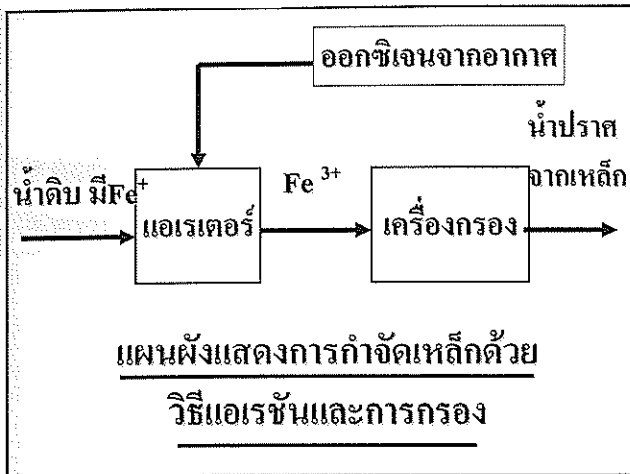 ออกซิเจนจากอากาศ
น้ำปราศ
จากเหล็ก
น้ำดิบ มีFe+
แอเรเตอร์
Fe 3+
เครื่องกรอง
แผนผังแสดงการกำจัดเหล็กด้วย
วิธีแอเรชันและการกรอง